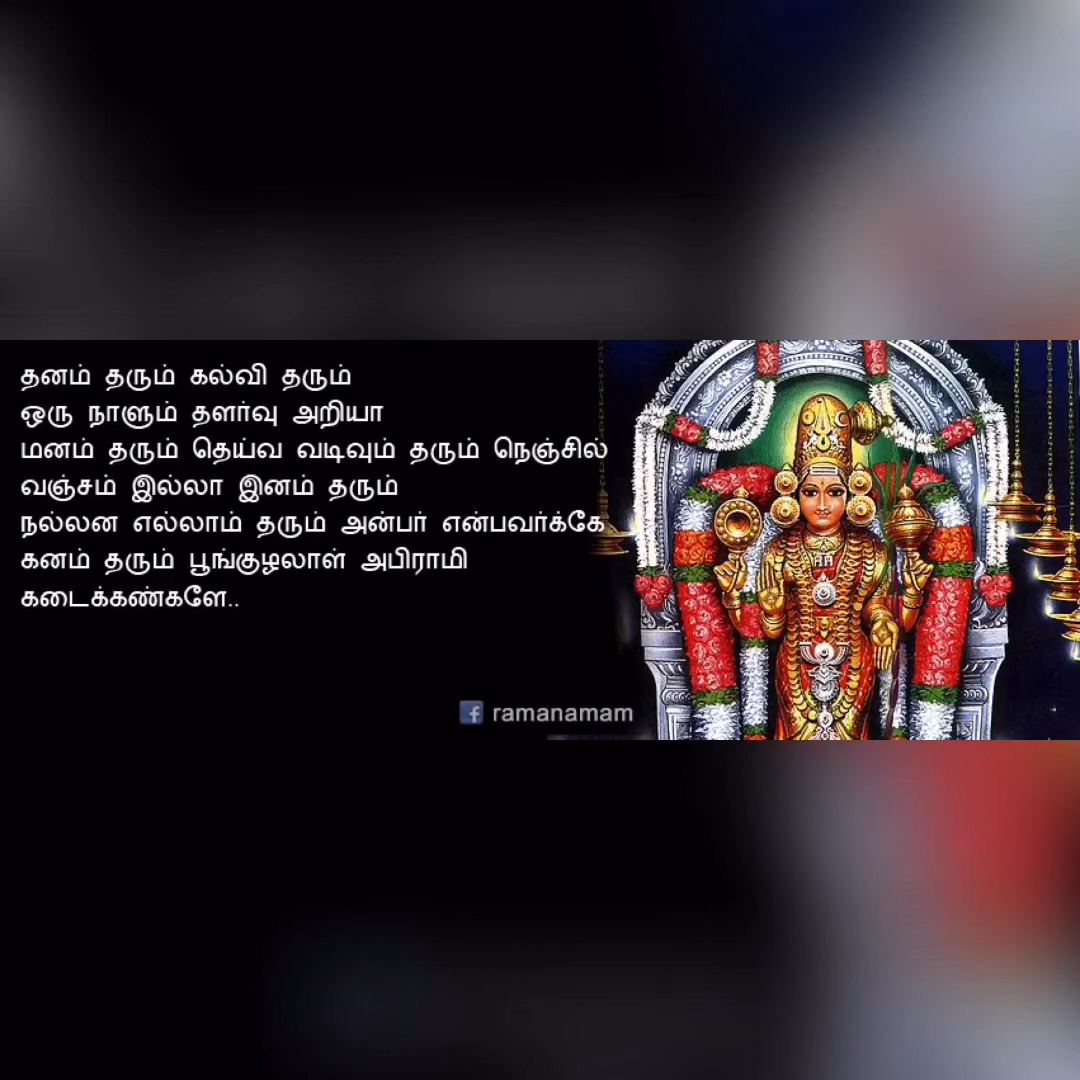 தனம் தரும் கல்வி தரும்
ஒரு நாளும் தளர்வு அறியா
மனம் தரும் தெய்வ வடிவும் தரும் நெஞ்சில்
வஞ்சம் இல்லா இனம் தரும்
நல்லன எல்லாம் தரும் அன்பர் என்பவர்க்கே
கனம் தரும் பூங்குழலாள் அபிராமி
கடைக்கண்களே..
ramanamam